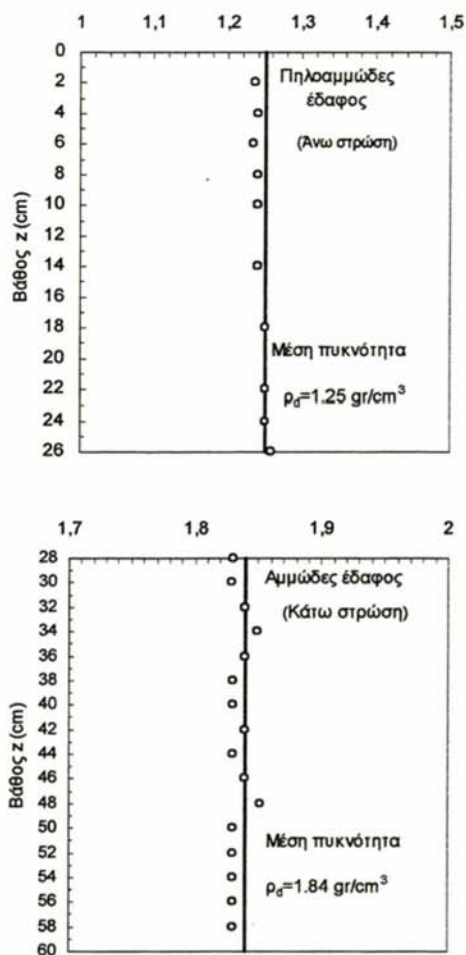 1 1,1 1,2 1,3 1,4 1,5
0
2
4
6
8
10
12
14
16
18
20
22
24
26
Βάθος z (cm)
Πηλοαμμώδες
έδαφος
(Άνω στρώση)
Μέση πυκνότητα
ρd=1.25 gr/cm³
1,7 1,8 1,9 2
28
30
32
34
36
38
40
42
44
46
48
50
52
54
56
58
60
Βάθος z (cm)
Αμμώδες έδαφος
(Κάτω στρώση)
Μέση πυκνότητα
ρd=1.84 gr/cm³